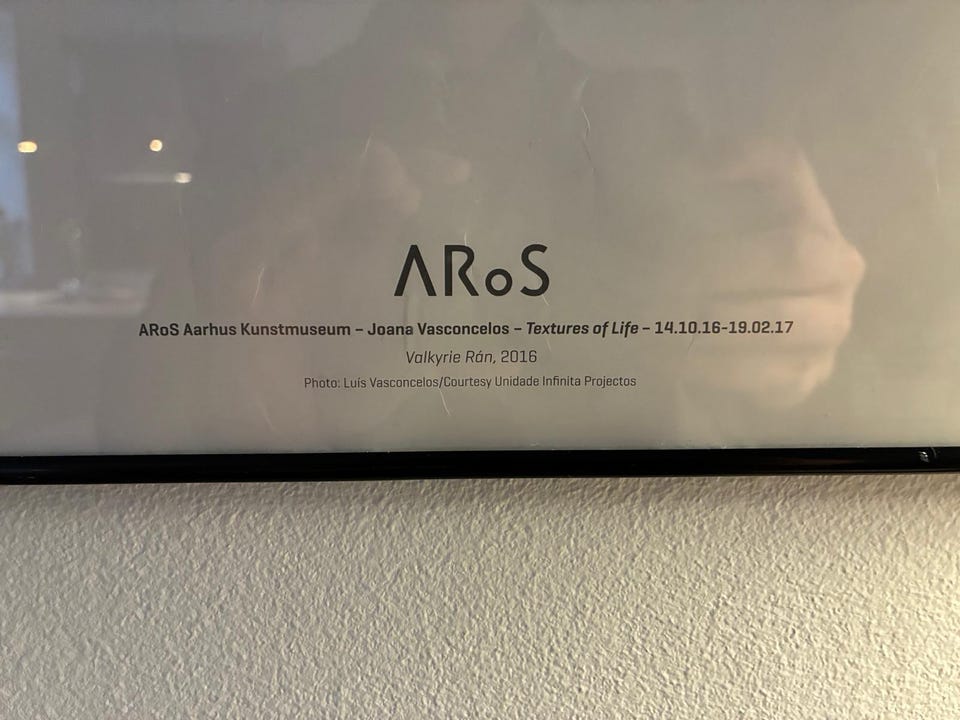 ARoS
ARoS Aarhus Kunstmuseum – Joana Vasconcelos – Textures of Life – 14.10.16-19.02.17
Valkyrie Rán, 2016
Photo: Luís Vasconcelos/Courtesy Unidade Infinita Projectos